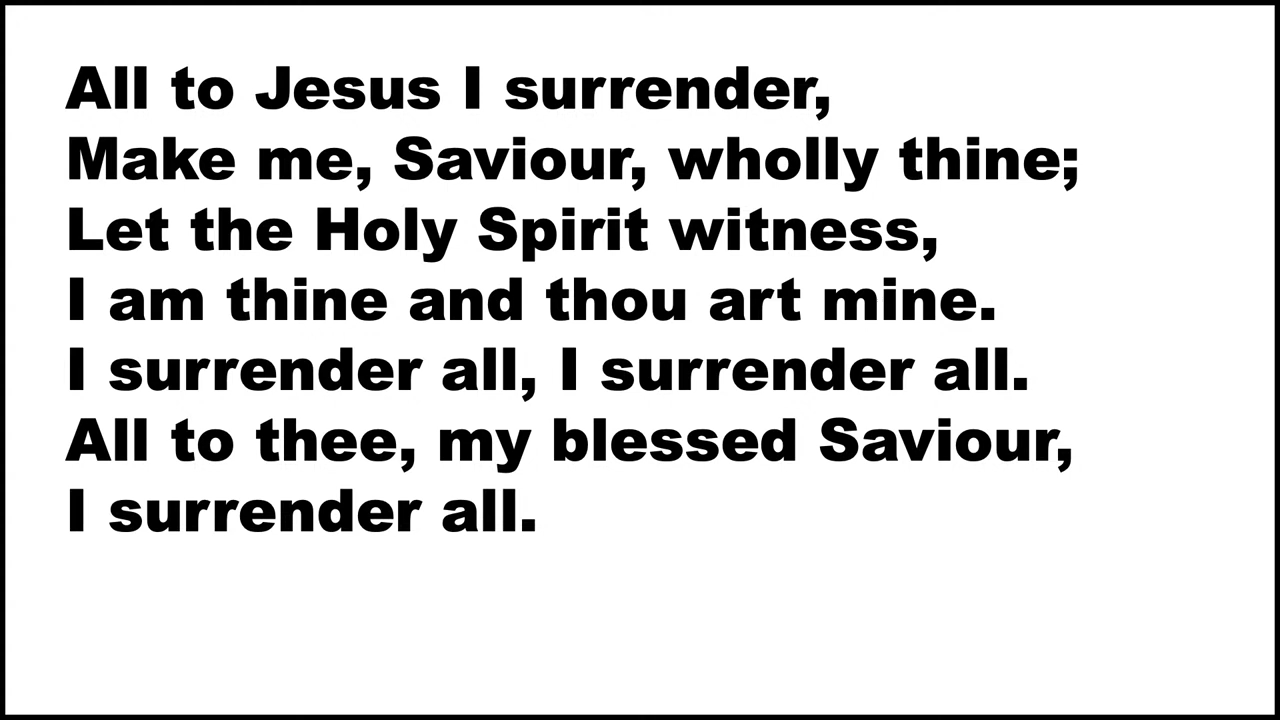 All to Jesus I surrender,
Make me, Saviour, wholly thine;
Let the Holy Spirit witness,
I am thine and thou art mine.
I surrender all, I surrender all.
All to thee, my blessed Saviour,
I surrender all.